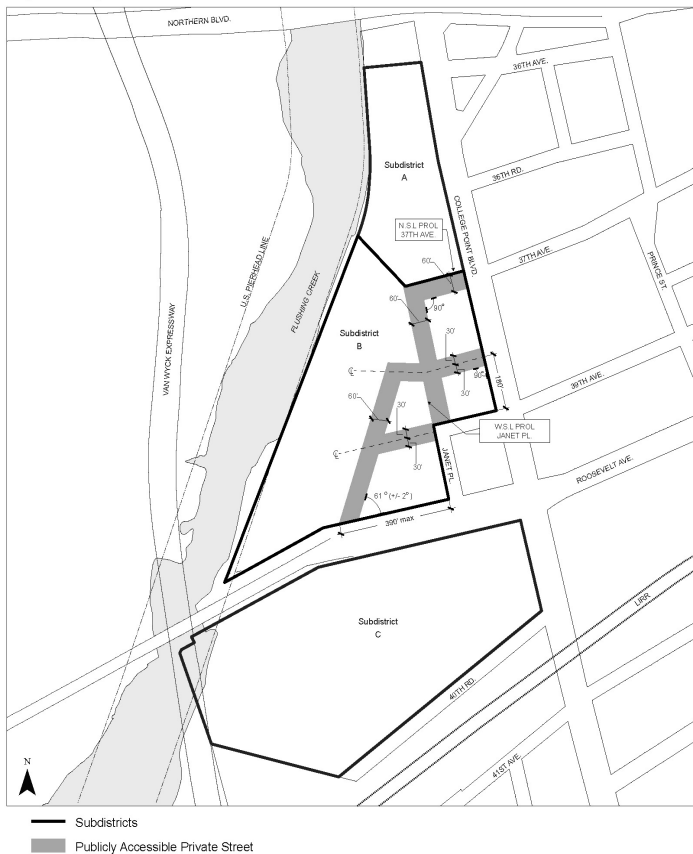 NORTHERN BLVD.
36TH AVE.
Subdistrict
A
36TH RD.
COLLEGE POINT BLVD.
N.S.L PROL
37TH AVE.
37TH AVE.
PRINCE ST.
U.S. PIERHEAD LINE
FLUSHING CREEK
VAN WYCK EXPRESSWAY
60'
60'
90°
Subdistrict
B
30'
℄
90°
180'
30'
39TH AVE.
60'
30'
W.S.L PROL
JANET PL.
℄
30'
JANET PL.
ROOSEVELT AVE.
61° (+/- 2°)
390' max
LIRR
Subdistrict
C
40TH RD.
41ST AVE.
N
Subdistricts
Publicly Accessible Private Street